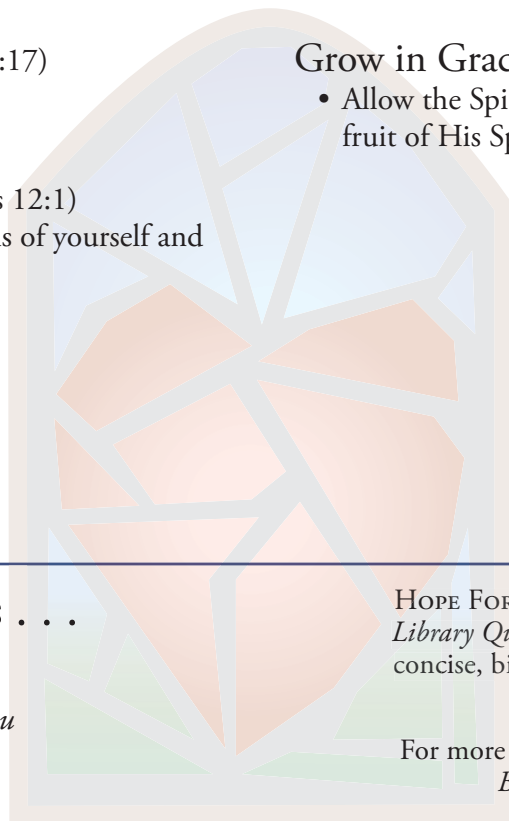 :17)
s 12:1)
ns of yourself and
Grow in Grac
• Allow the Spi
fruit of His Sp
s . . .
u
HOPE FOR
Library Qu
concise, bi
For more
B